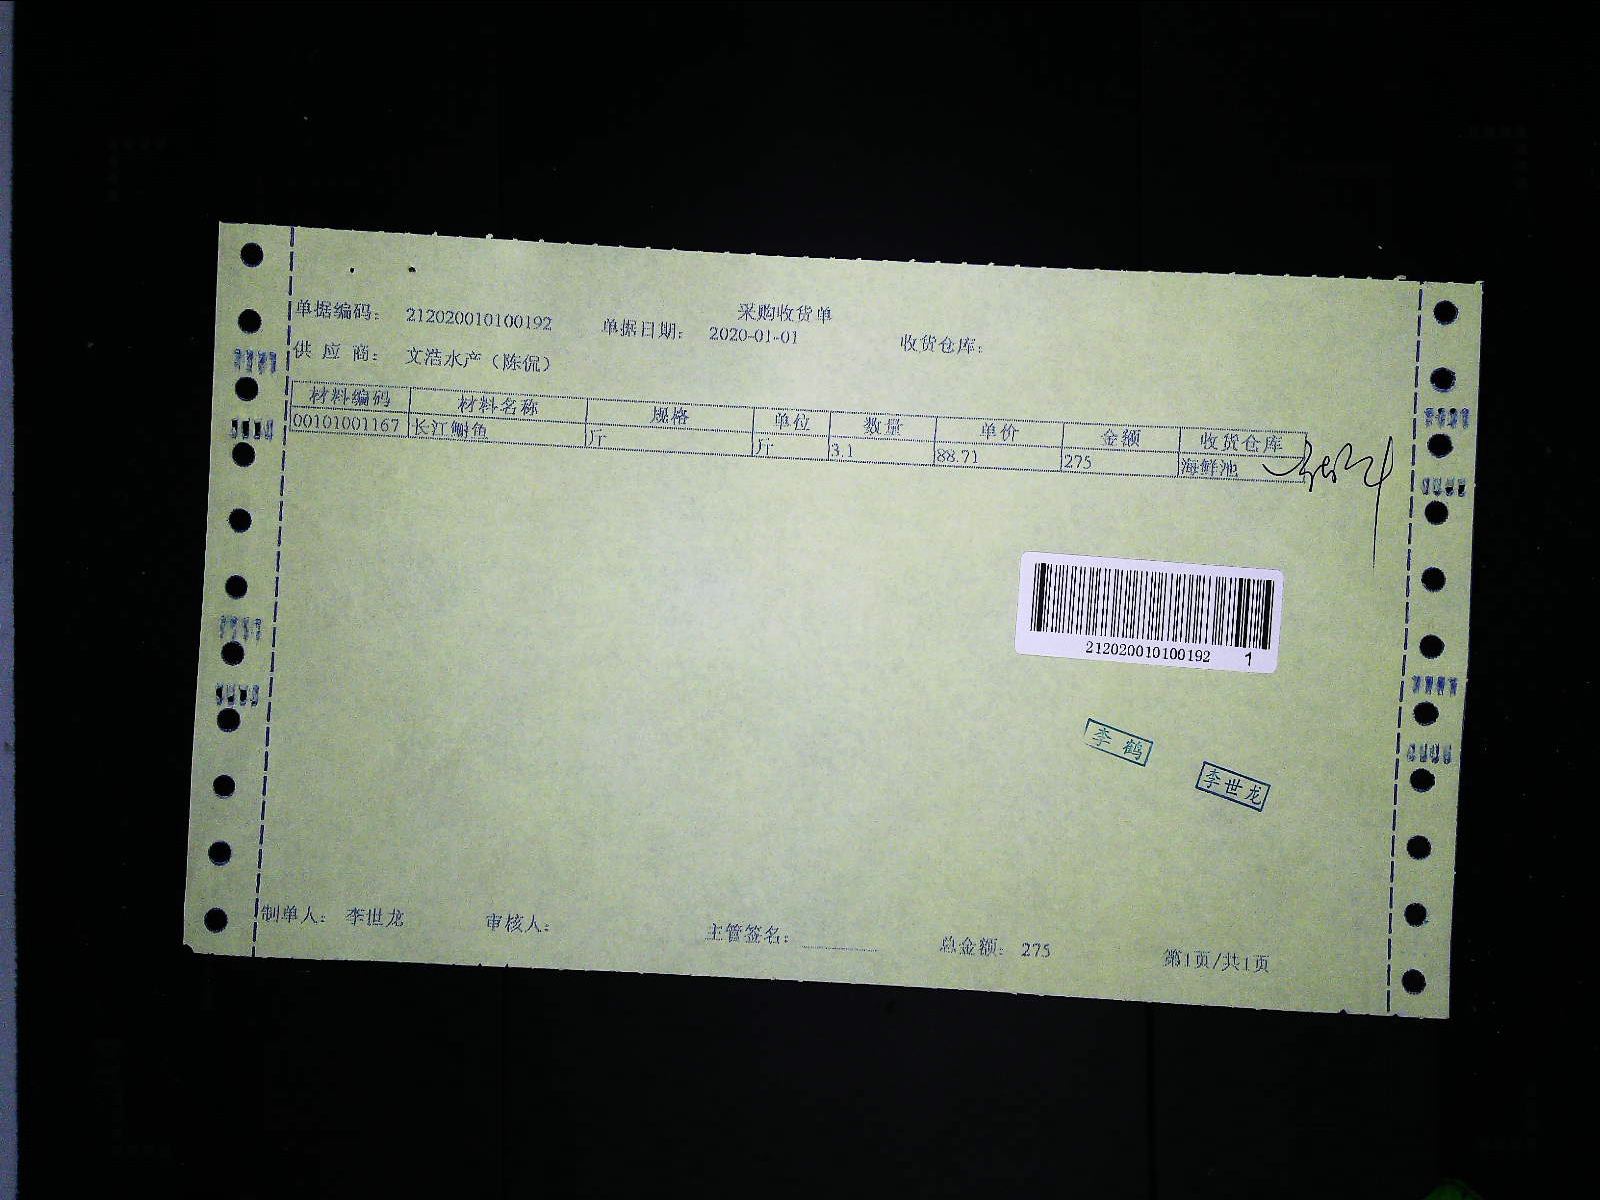 采购收货单
单据编码： 212020010100192 单据日期： 2020-01-01 收货仓库：
供 应 商： 文浩水产（陈侃）
材料编码 材料名称 规格 单位 数量 单价 金额 收货仓库
00101001167 长江鮰鱼 斤 斤 3.1 88.71 275 海鲜池
212020010100192 1
李 鹤
李世龙
制单人： 李世龙 审核人： 主管签名： 总金额： 275 第1页/共1页